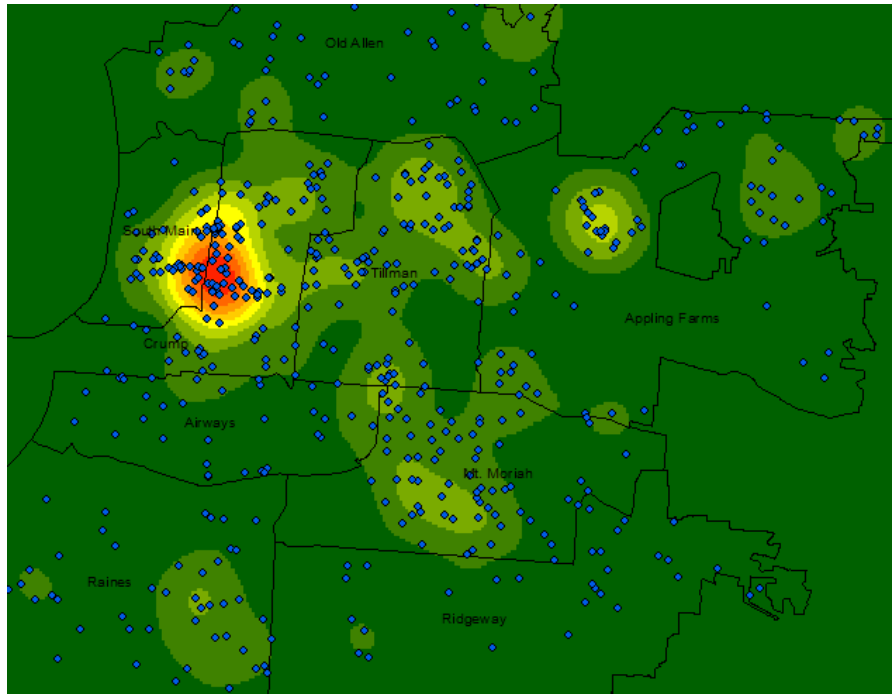 Old Allen
South Main
Tillman
Appling Farms
Crump
Airways
Mt. Moriah
Raines
Ridgeway